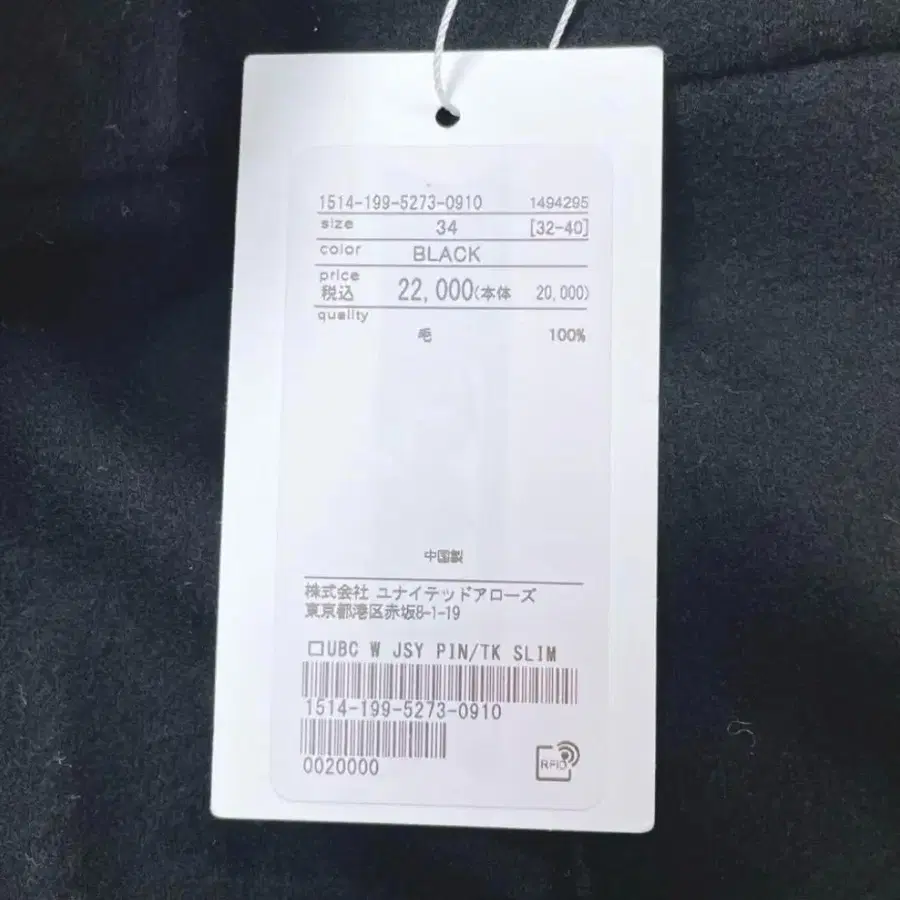 1514-199-5273-0910 1494295
size 34 [32-40]
color BLACK
price
税込 22,000(本体 20,000)
quality
毛 100%
中国製
株式会社 ユナイテッドアローズ
東京都港区赤坂8-1-19
□UBC W JSY PIN/TK SLIM
1514-199-5273-0910
0020000
RFID